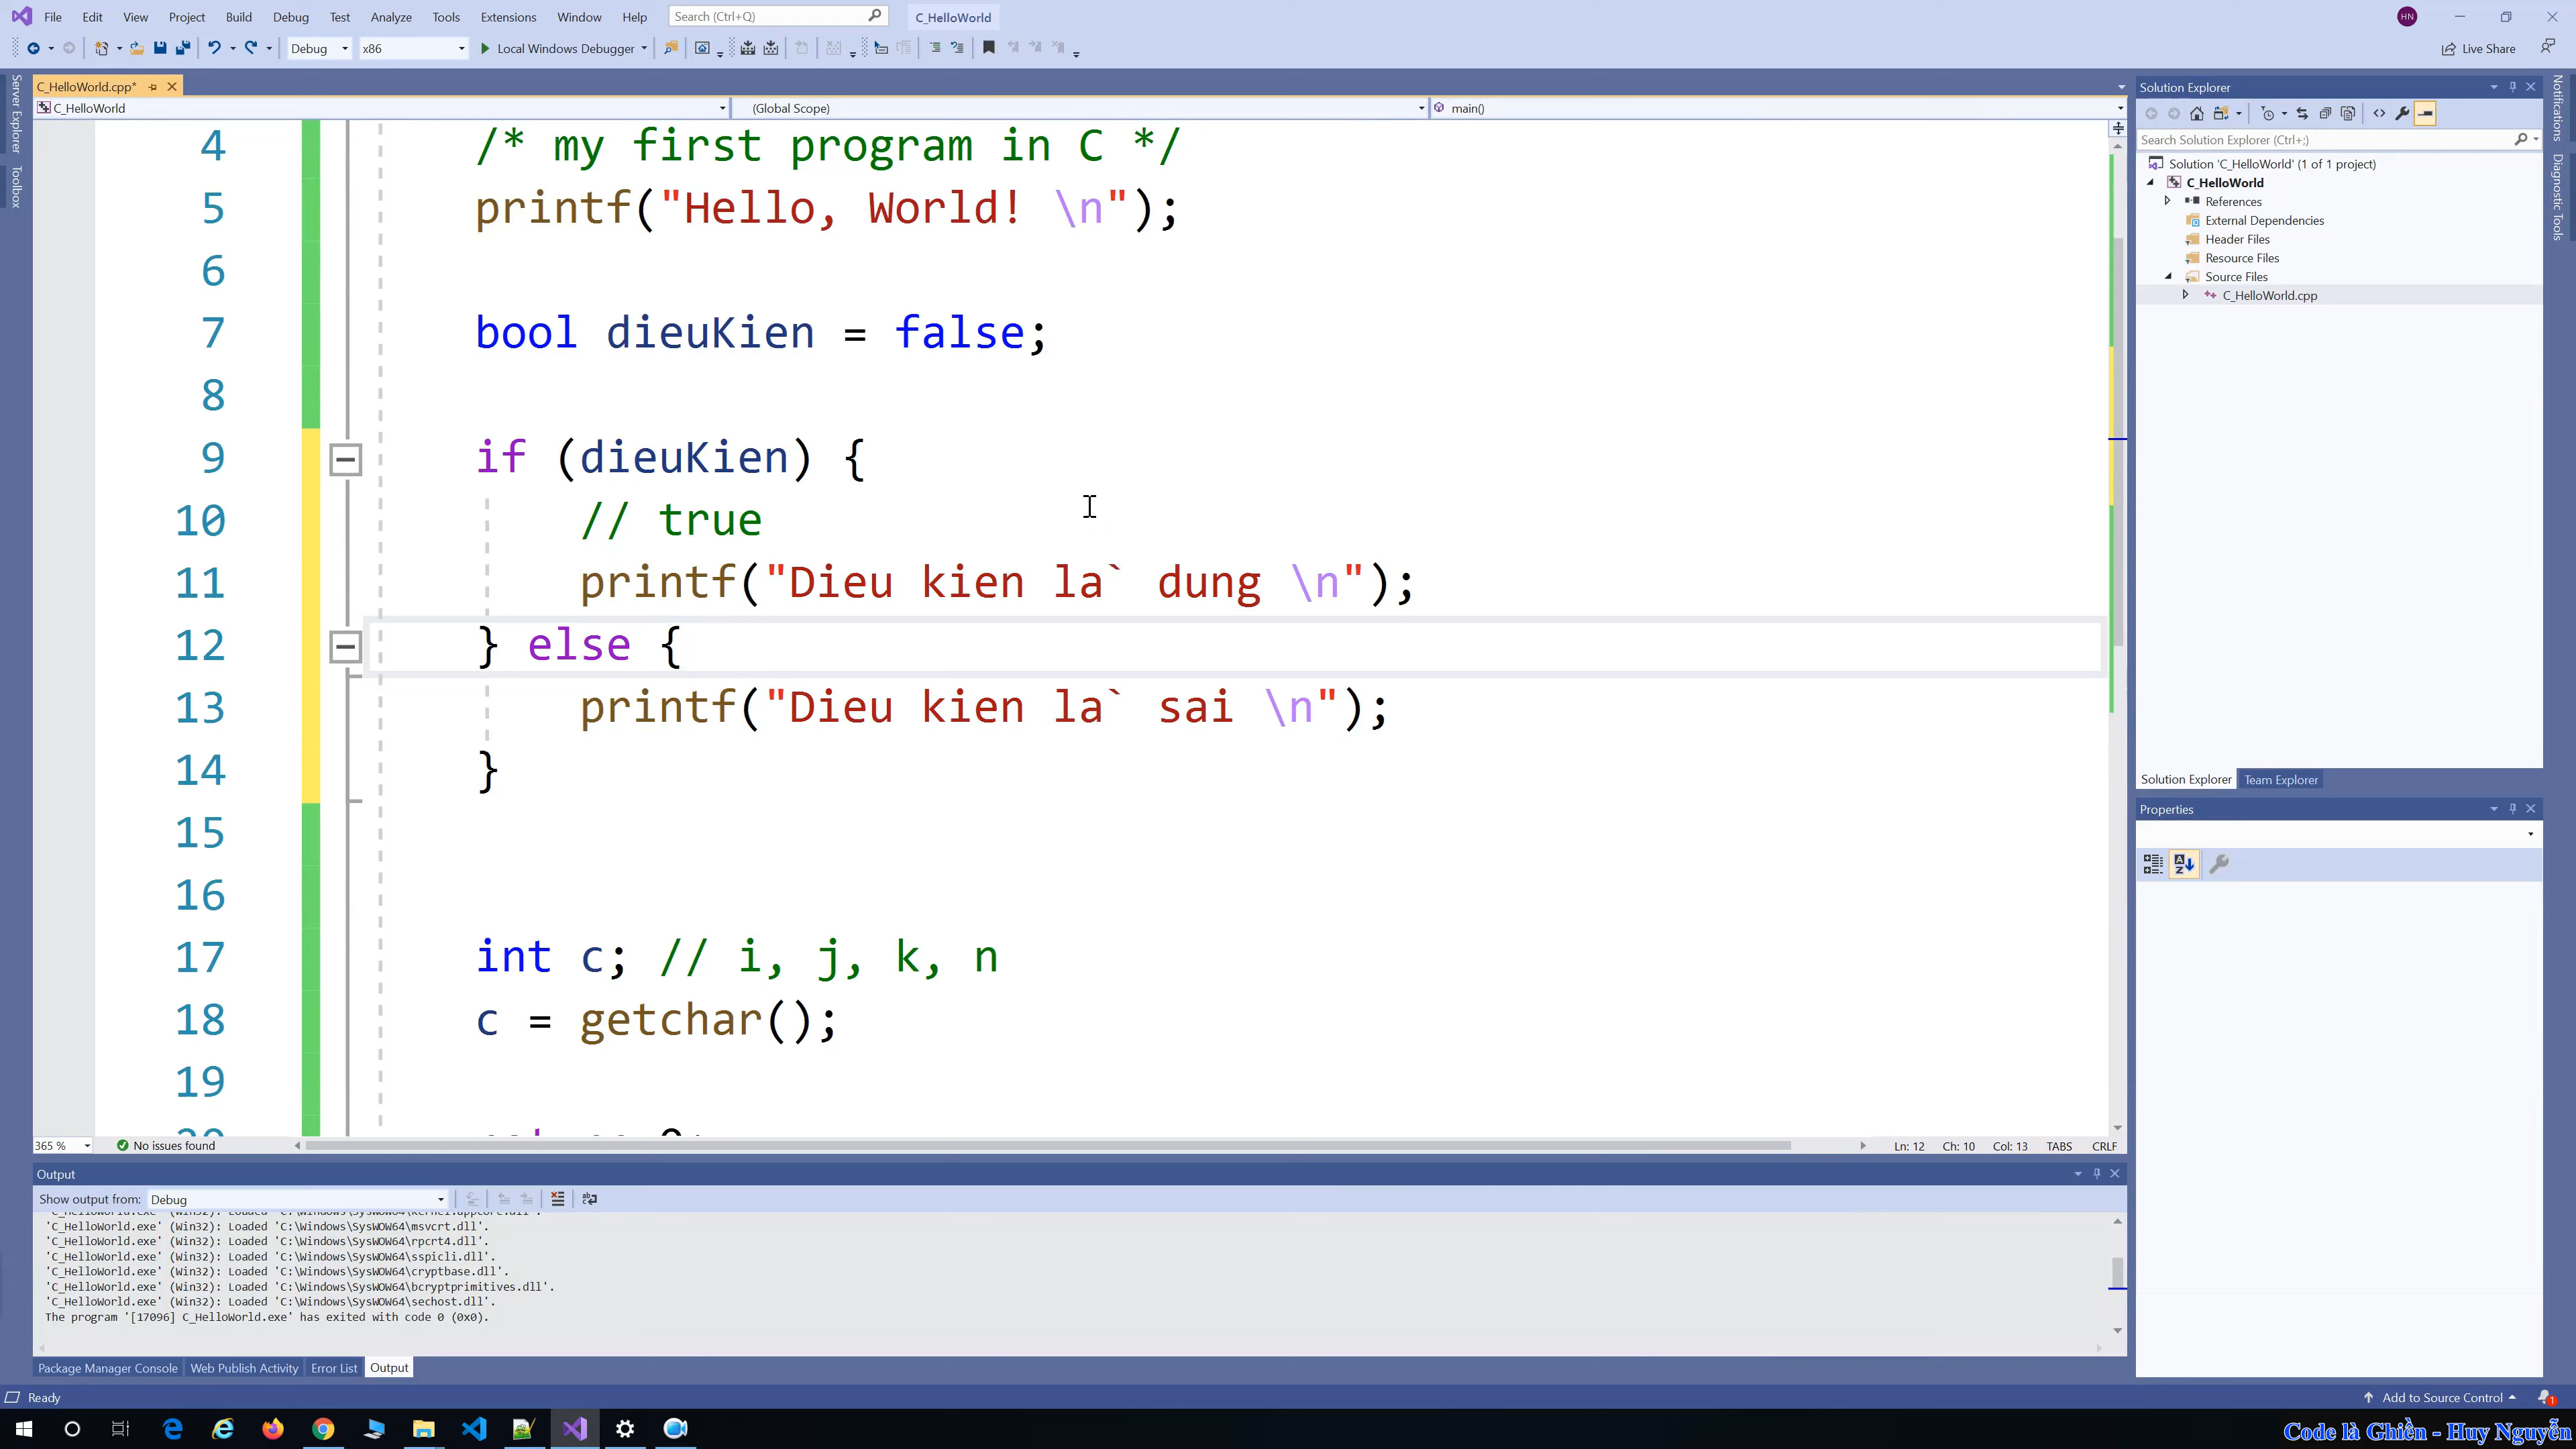 File Edit View Project Build Debug Test Analyze Tools Extensions Window Help Search (Ctrl+Q) C_HelloWorld HN
Debug x86 Local Windows Debugger Live Share
Server Explorer
Toolbox
C_HelloWorld.cpp*
C_HelloWorld (Global Scope) main()
4 /* my first program in C */
5 printf("Hello, World! \n");
6
7 bool dieuKien = false;
8
9 if (dieuKien) {
10 // true
11 printf("Dieu kien la` dung \n");
12 } else {
13 printf("Dieu kien la` sai \n");
14 }
15
16
17 int c; // i, j, k, n
18 c = getchar();
19
365 % No issues found Ln: 12 Ch: 10 Col: 13 TABS CRLF
Output
Show output from: Debug
'C_HelloWorld.exe' (Win32): Loaded 'C:\Windows\SysWOW64\msvcrt.dll'.
'C_HelloWorld.exe' (Win32): Loaded 'C:\Windows\SysWOW64\rpcrt4.dll'.
'C_HelloWorld.exe' (Win32): Loaded 'C:\Windows\SysWOW64\sspicli.dll'.
'C_HelloWorld.exe' (Win32): Loaded 'C:\Windows\SysWOW64\cryptbase.dll'.
'C_HelloWorld.exe' (Win32): Loaded 'C:\Windows\SysWOW64\bcryptprimitives.dll'.
'C_HelloWorld.exe' (Win32): Loaded 'C:\Windows\SysWOW64\sechost.dll'.
The program '[17096] C_HelloWorld.exe' has exited with code 0 (0x0).
Package Manager Console Web Publish Activity Error List Output
Solution Explorer
Search Solution Explorer (Ctrl+;)
Solution 'C_HelloWorld' (1 of 1 project)
C_HelloWorld
References
External Dependencies
Header Files
Resource Files
Source Files
C_HelloWorld.cpp
Solution Explorer Team Explorer
Properties
Notifications
Diagnostic Tools
Ready Add to Source Control 1
Code là Ghiền - Huy Nguyễn